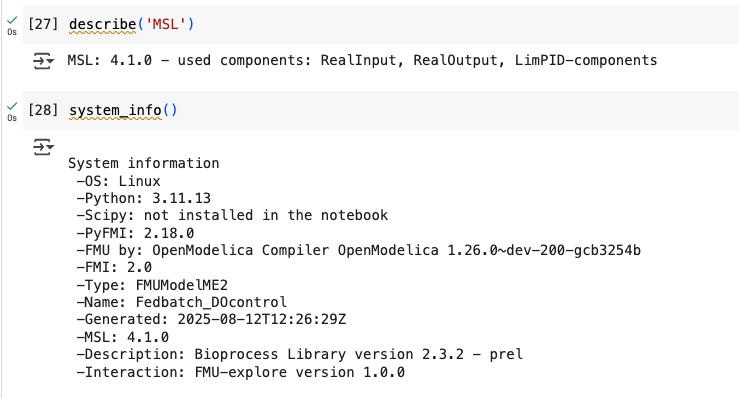 [27] describe('MSL')
0s
MSL: 4.1.0 – used components: RealInput, RealOutput, LimPID-components
[28] system_info()
0s
System information
-OS: Linux
-Python: 3.11.13
-Scipy: not installed in the notebook
-PyFMI: 2.18.0
-FMU by: OpenModelica Compiler OpenModelica 1.26.0~dev-200-gcb3254b
-FMI: 2.0
-Type: FMUModelME2
-Name: Fedbatch_DOcontrol
-Generated: 2025-08-12T12:26:29Z
-MSL: 4.1.0
-Description: Bioprocess Library version 2.3.2 – prel
-Interaction: FMU-explore version 1.0.0